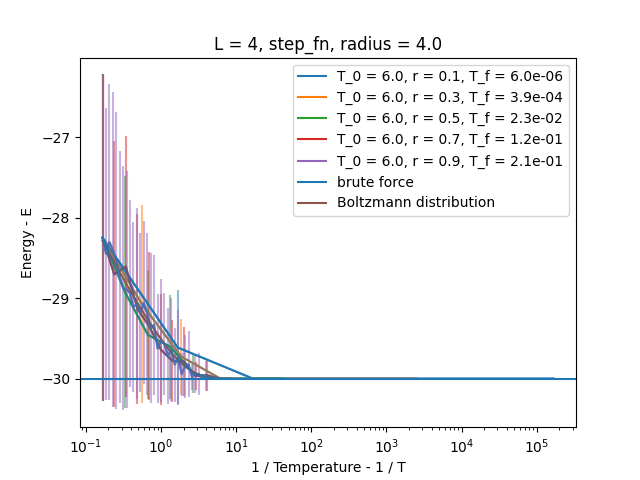 L = 4, step_fn, radius = 4.0
T_0 = 6.0, r = 0.1, T_f = 6.0e-06
T_0 = 6.0, r = 0.3, T_f = 3.9e-04
T_0 = 6.0, r = 0.5, T_f = 2.3e-02
T_0 = 6.0, r = 0.7, T_f = 1.2e-01
T_0 = 6.0, r = 0.9, T_f = 2.1e-01
brute force
Boltzmann distribution
Energy - E
−27
−28
−29
−30
10⁻¹ 10⁰ 10¹ 10² 10³ 10⁴ 10⁵
1 / Temperature - 1 / T